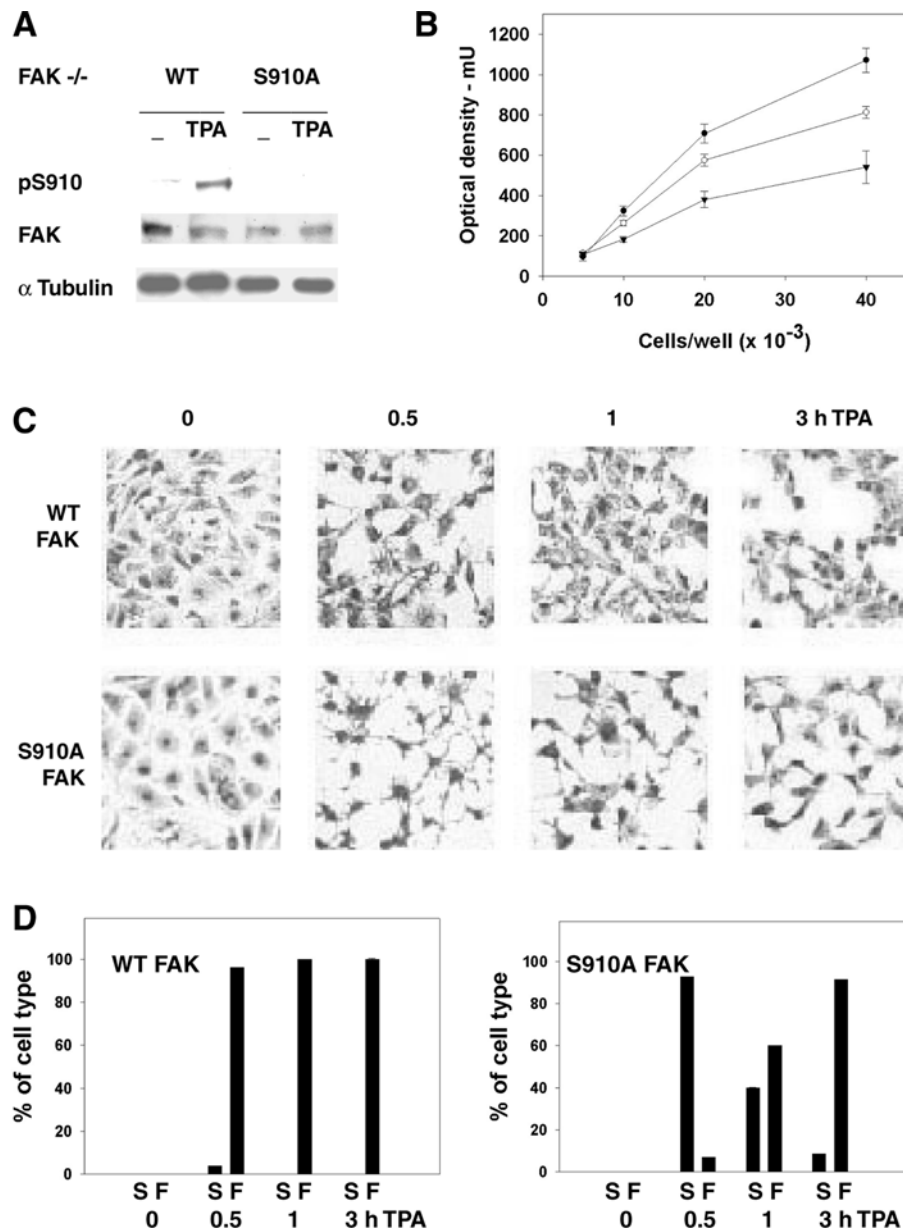 A
FAK -/-
WT
S910A
_ TPA _ TPA
pS910
FAK
α Tubulin
B
Optical density - mU
1200
1000
800
600
400
200
0
0 10 20 30 40
Cells/well (x 10-3)
C
0 0.5 1 3 h TPA
WT
FAK
S910A
FAK
D
% of cell type
WT FAK
100
80
60
40
20
0
S F S F S F S F
0 0.5 1 3 h TPA
% of cell type
S910A FAK
100
80
60
40
20
0
S F S F S F S F
0 0.5 1 3 h TPA